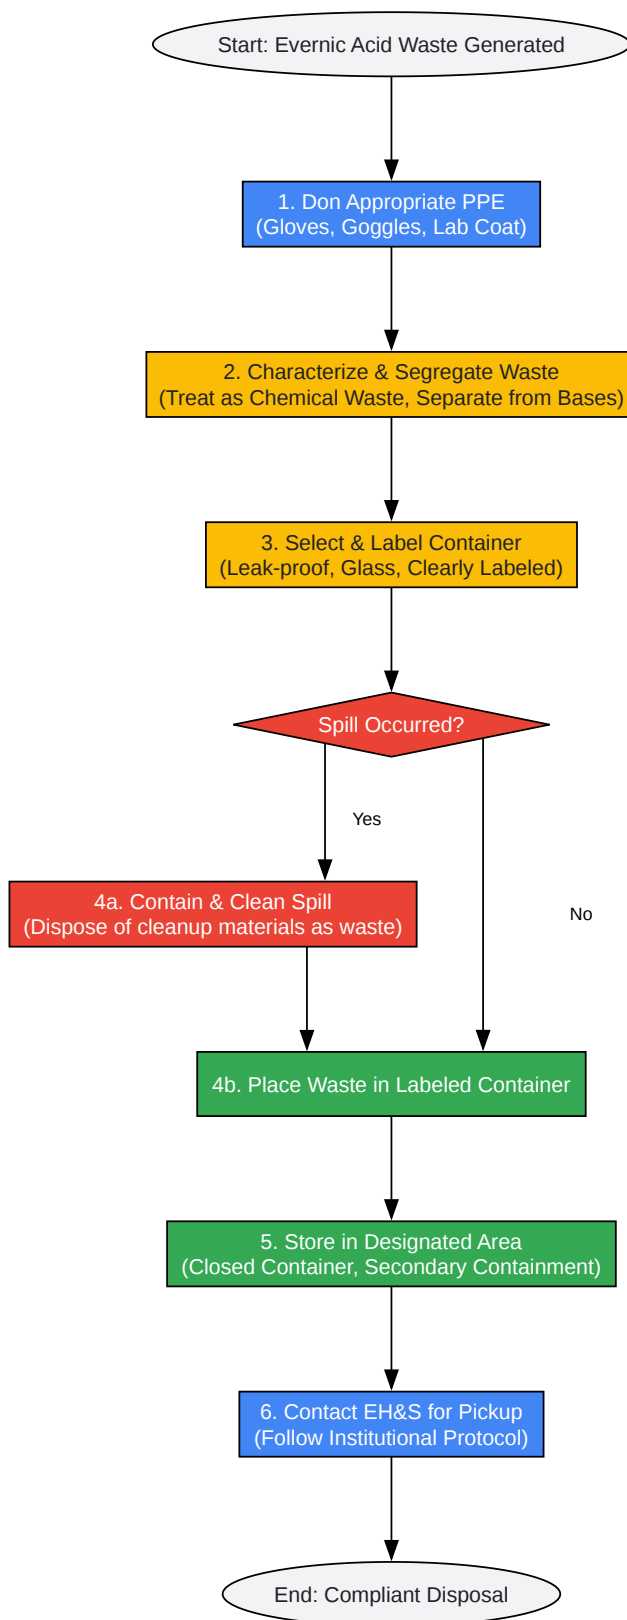 Start: Evernic Acid Waste Generated
1. Don Appropriate PPE
(Gloves, Goggles, Lab Coat)
2. Characterize & Segregate Waste
(Treat as Chemical Waste, Separate from Bases)
3. Select & Label Container
(Leak-proof, Glass, Clearly Labeled)
Spill Occurred?
Yes
4a. Contain & Clean Spill
(Dispose of cleanup materials as waste)
No
4b. Place Waste in Labeled Container
5. Store in Designated Area
(Closed Container, Secondary Containment)
6. Contact EH&S for Pickup
(Follow Institutional Protocol)
End: Compliant Disposal